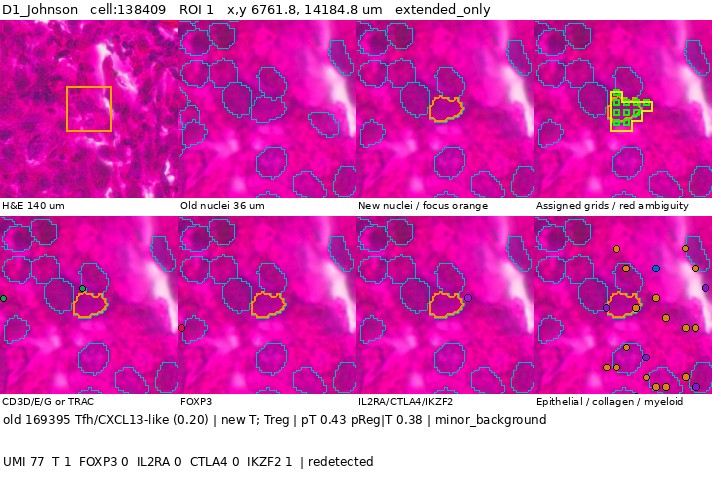 D1_Johnson cell:138409 ROI 1 x,y 6761.8, 14184.8 um extended_only
H&E 140 um
Old nuclei 36 um
New nuclei / focus orange
Assigned grids / red ambiguity
CD3D/E/G or TRAC
FOXP3
IL2RA/CTLA4/IKZF2
Epithelial / collagen / myeloid
old 169395 Tfh/CXCL13-like (0.20) | new T; Treg | pT 0.43 pReg|T 0.38 | minor_background
UMI 77 T 1 FOXP3 0 IL2RA 0 CTLA4 0 IKZF2 1 | redetected